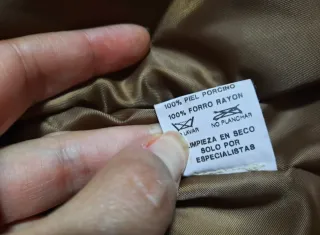 100% PIEL PORCINO
100% FORRO RAYON
LAVAR NO PLANCHAR
LIMPIEZA EN SECO
SOLO POR
ESPECIALISTAS